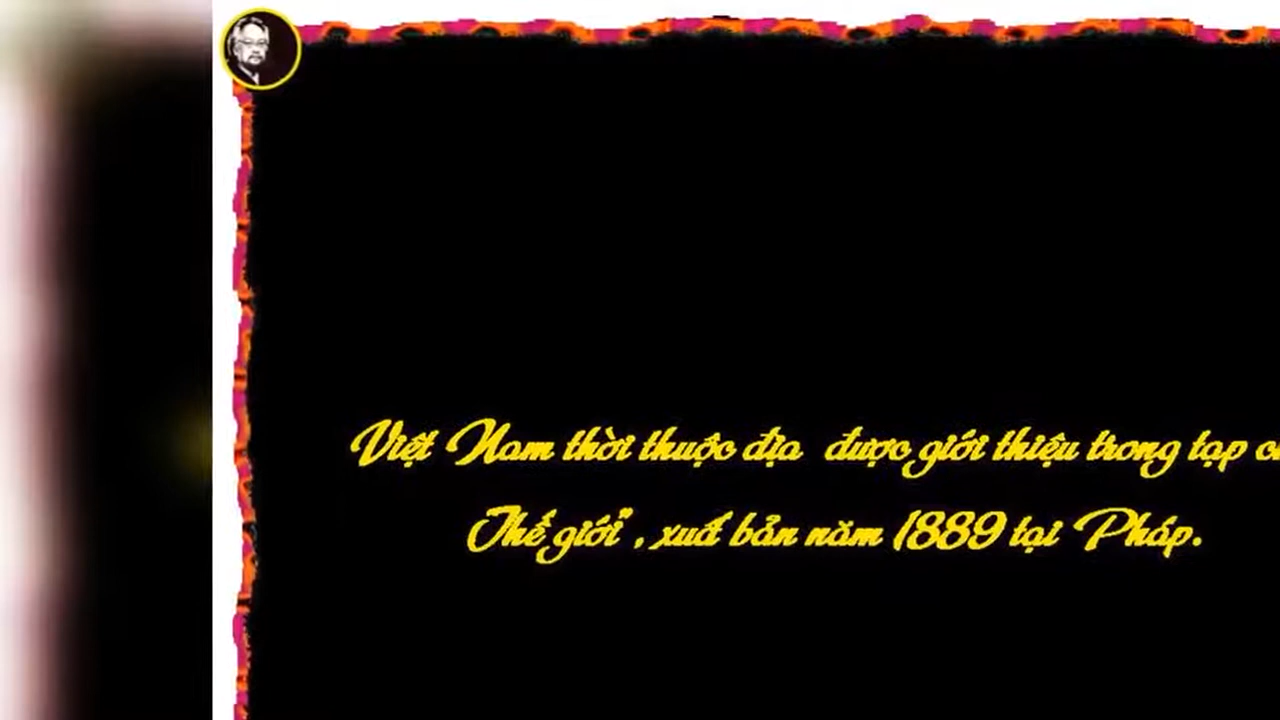 Việt Nam thời thuộc địa được giới thiệu trong tạp
Thế giới", xuất bản năm 1889 tại Pháp.